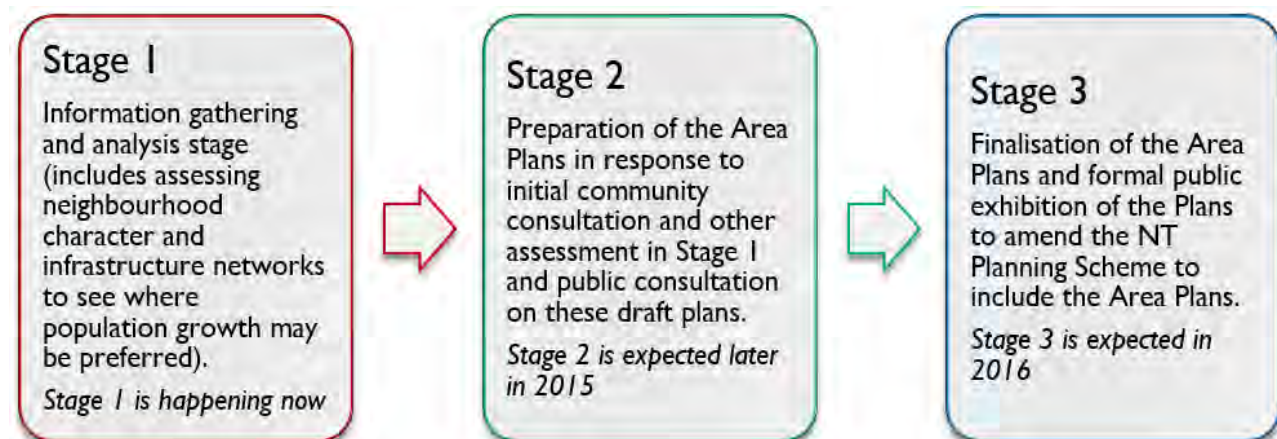 Stage 1
Information gathering
and analysis stage
(includes assessing
neighbourhood
character and
infrastructure networks
to see where
population growth may
be preferred).
Stage 1 is happening now
Stage 2
Preparation of the Area
Plans in response to
initial community
consultation and other
assessment in Stage 1
and public consultation
on these draft plans.
Stage 2 is expected later
in 2015
Stage 3
Finalisation of the Area
Plans and formal public
exhibition of the Plans
to amend the NT
Planning Scheme to
include the Area Plans.
Stage 3 is expected in
2016